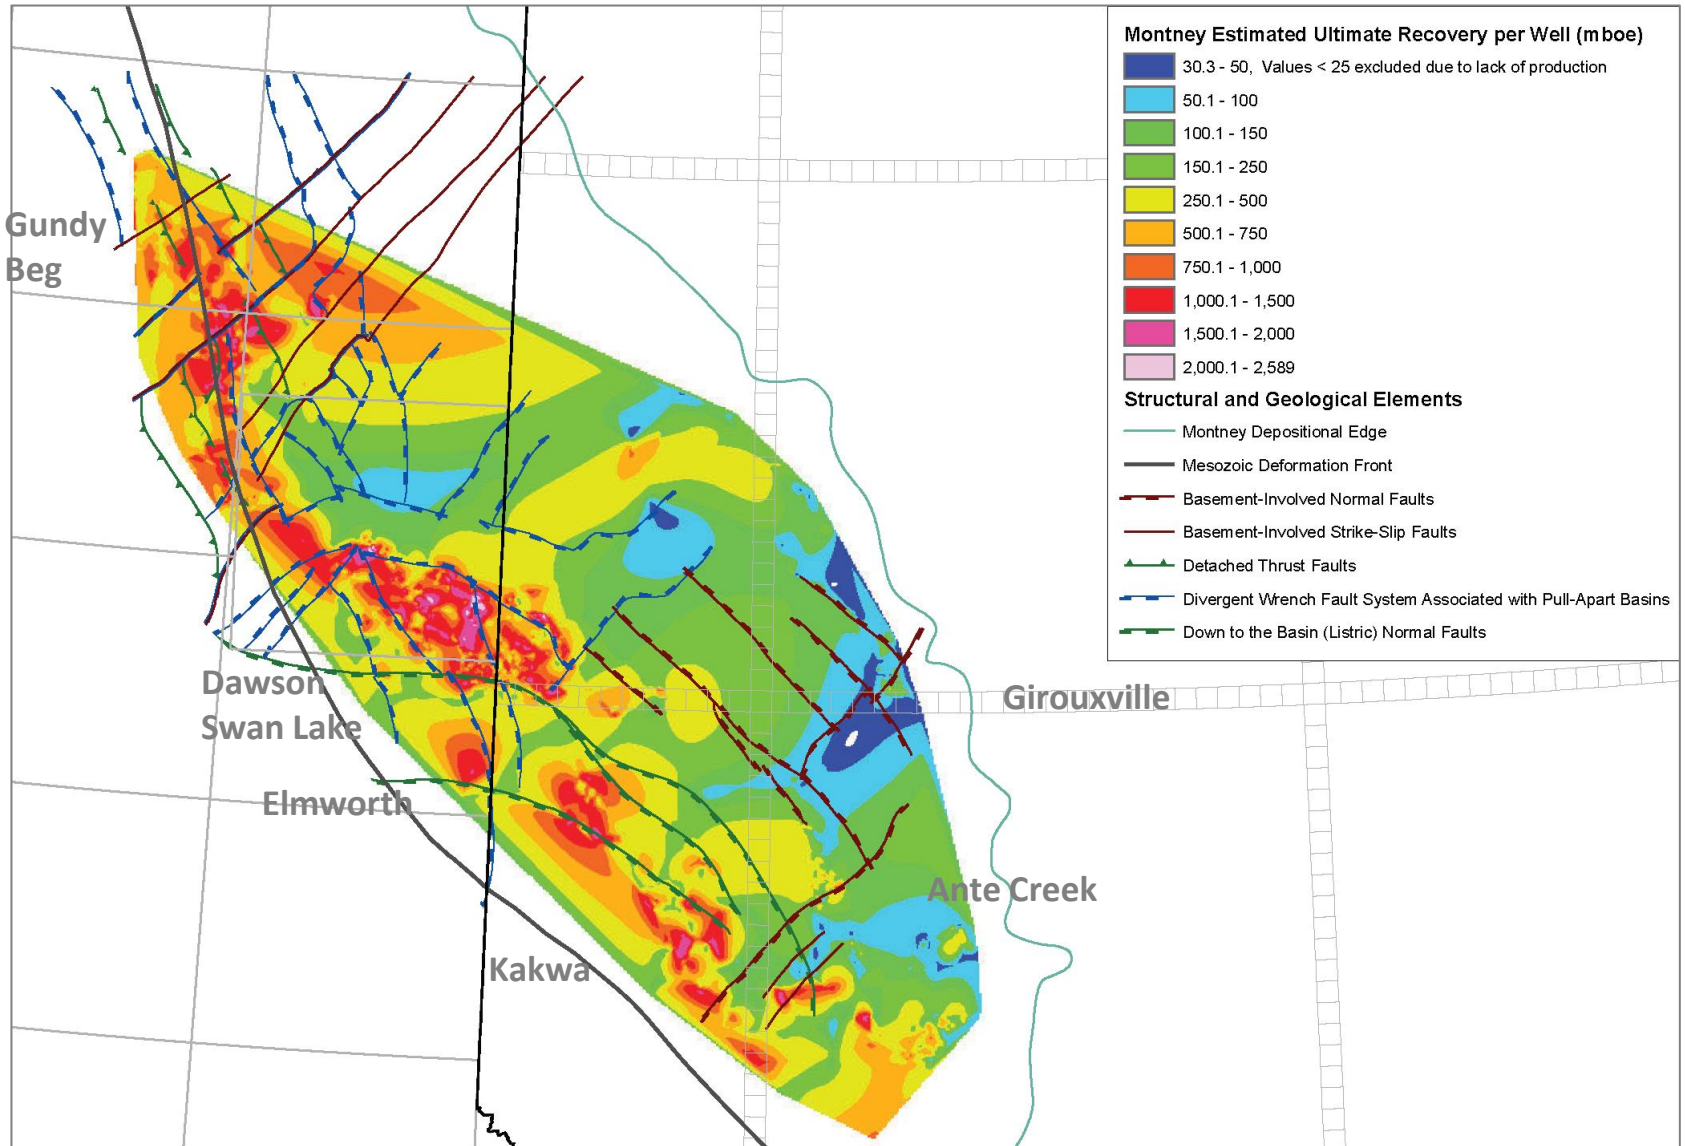 Montney Estimated Ultimate Recovery per Well (mboe)
30.3 - 50, Values < 25 excluded due to lack of production
50.1 - 100
100.1 - 150
150.1 - 250
250.1 - 500
500.1 - 750
750.1 - 1,000
1,000.1 - 1,500
1,500.1 - 2,000
2,000.1 - 2,589
Structural and Geological Elements
Montney Depositional Edge
Mesozoic Deformation Front
Basement-Involved Normal Faults
Basement-Involved Strike-Slip Faults
Detached Thrust Faults
Divergent Wrench Fault System Associated with Pull-Apart Basins
Down to the Basin (Listric) Normal Faults
Gundy
Beg
Dawson
Swan Lake
Girouxville
Elmworth
Ante Creek
Kakwa